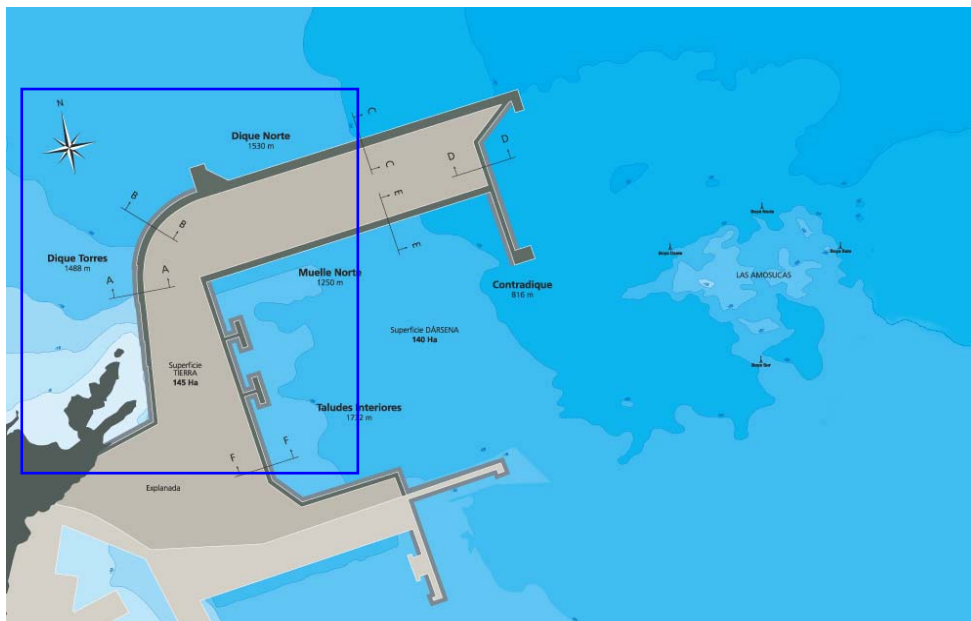 N
Dique Norte
1530 m
C
C
D
D
B
B
E
E
Dique Torres
1488 m
A
A
Muelle Norte
1250 m
Contradique
816 m
LAS AMOSUCAS
Superficie DÁRSENA
140 Ha
Superficie
TIERRA
145 Ha
Taludes Interiores
F
F
Explanada